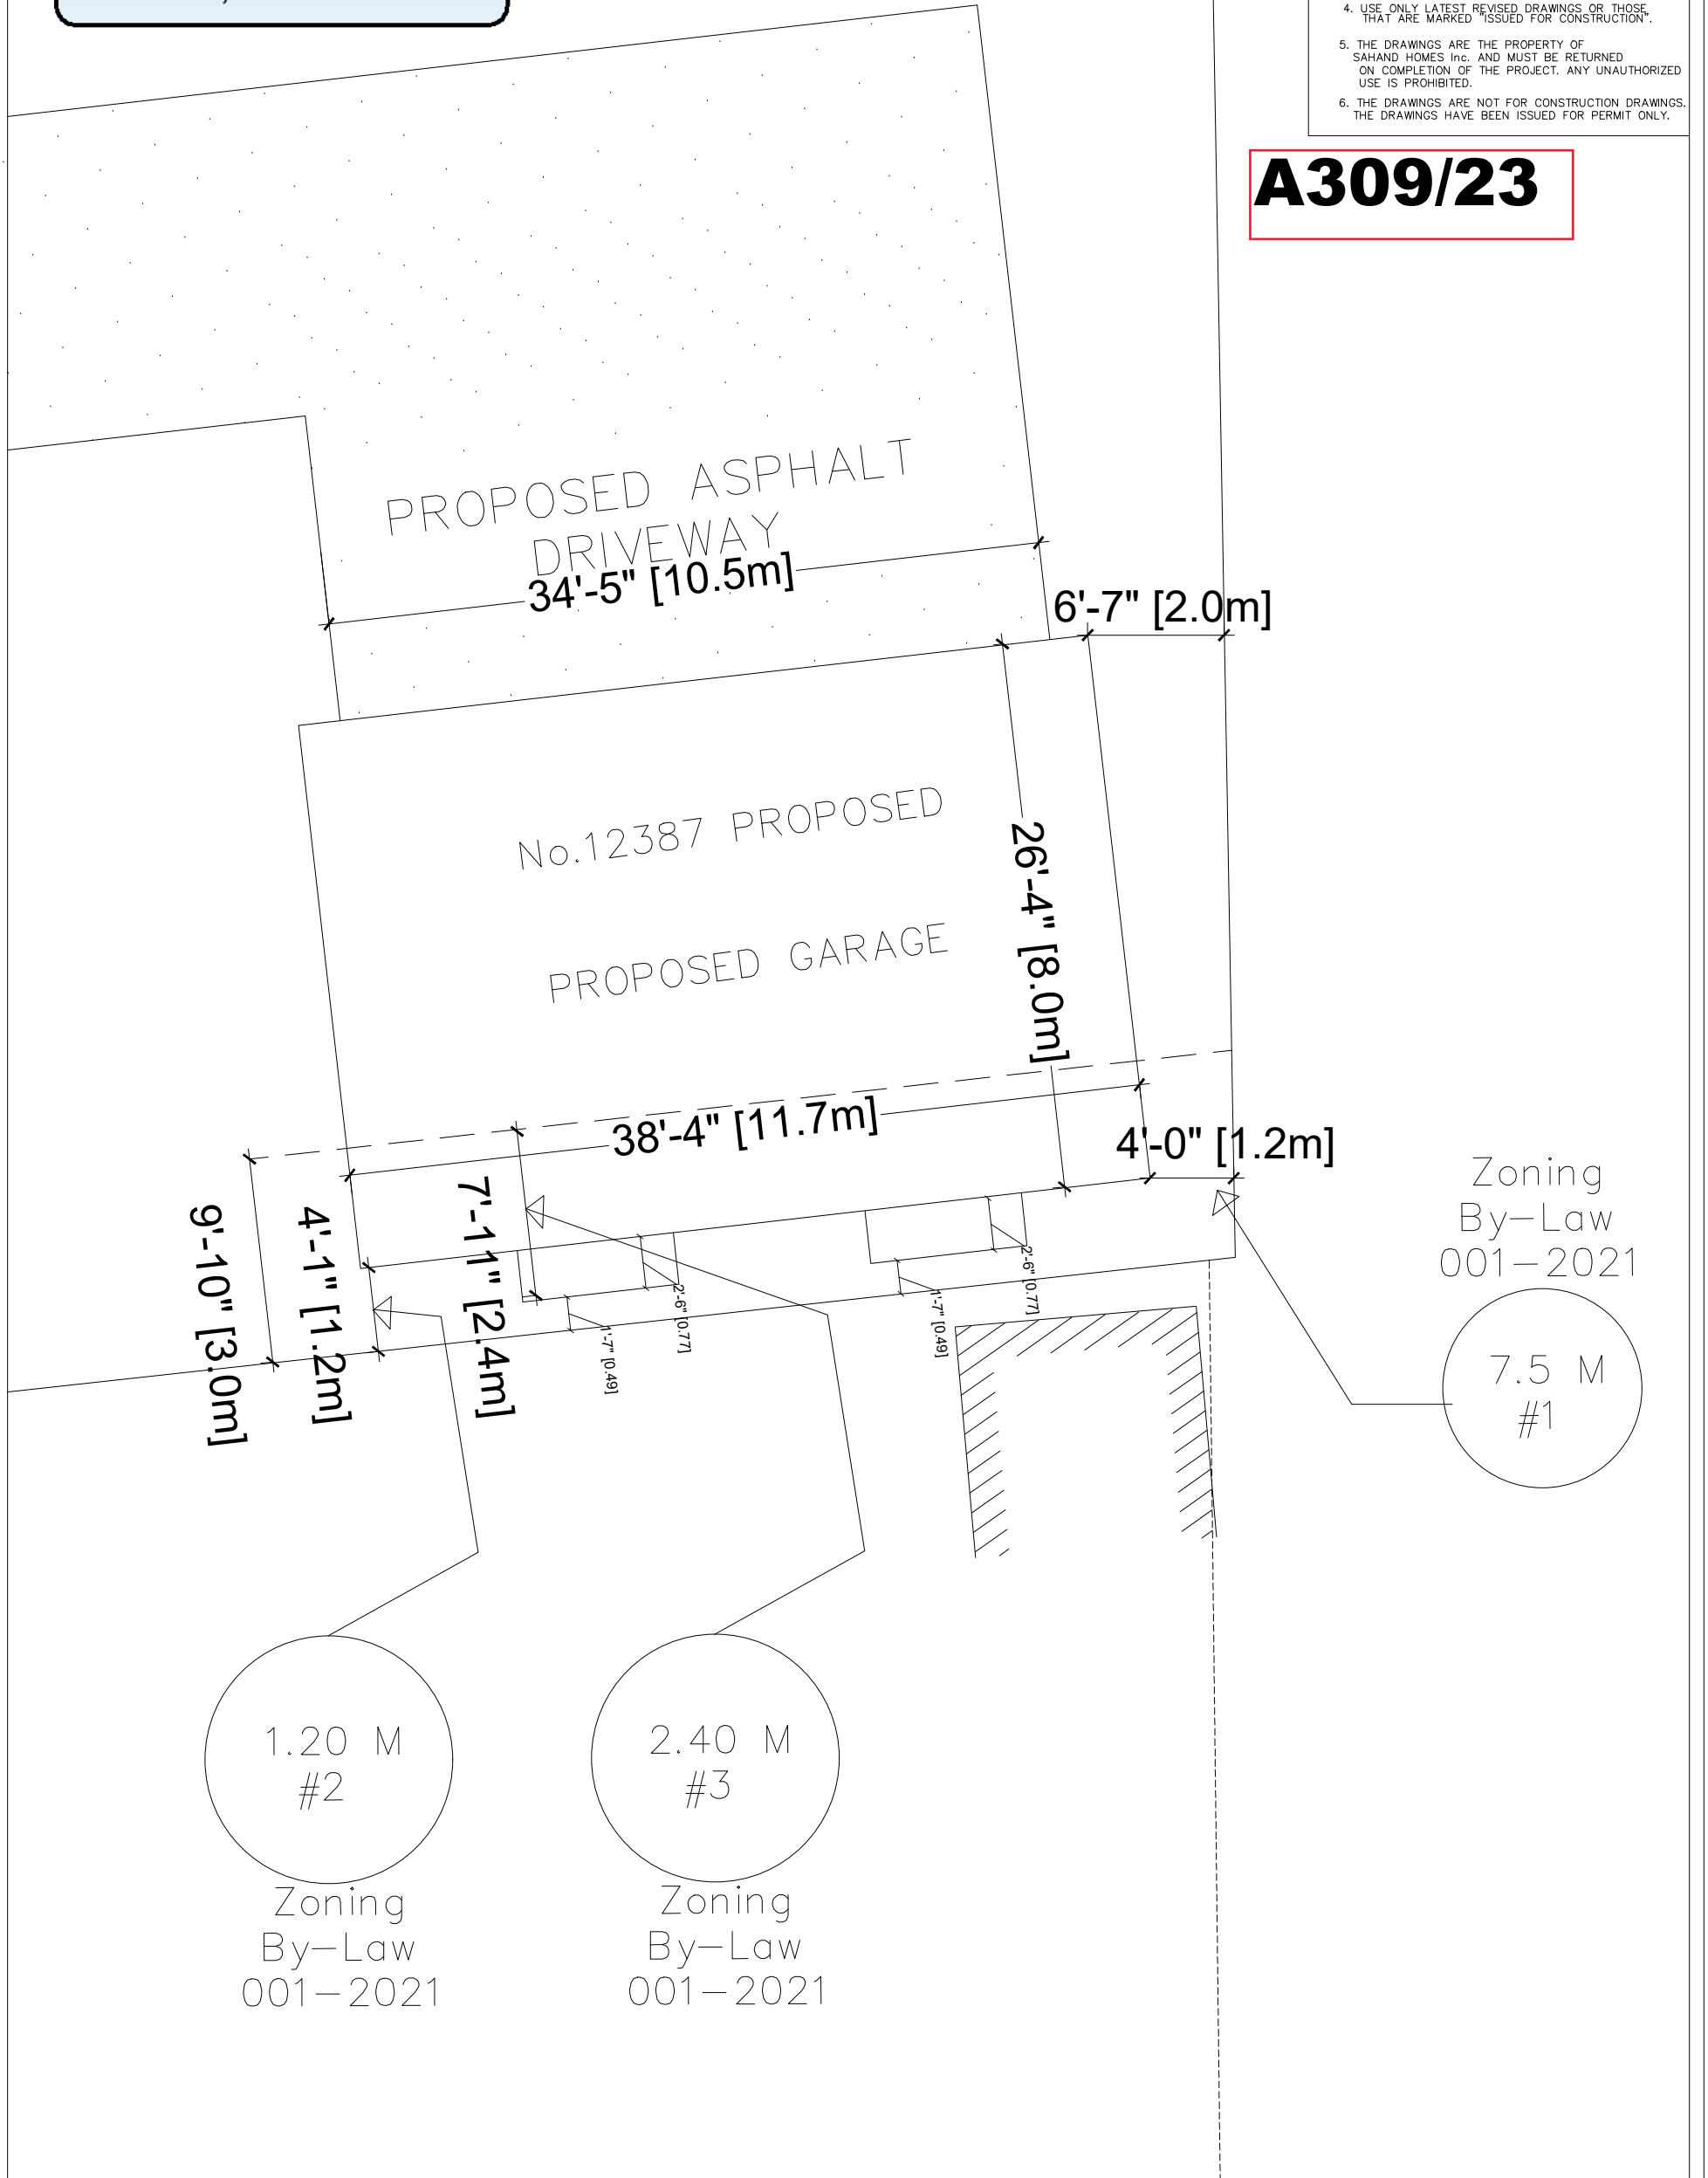 4. USE ONLY LATEST REVISED DRAWINGS OR THOSE
THAT ARE MARKED "ISSUED FOR CONSTRUCTION".
5. THE DRAWINGS ARE THE PROPERTY OF
SAHAND HOMES Inc. AND MUST BE RETURNED
ON COMPLETION OF THE PROJECT. ANY UNAUTHORIZED
USE IS PROHIBITED.
6. THE DRAWINGS ARE NOT FOR CONSTRUCTION DRAWINGS.
THE DRAWINGS HAVE BEEN ISSUED FOR PERMIT ONLY.
A309/23
PROPOSED ASPHALT
DRIVEWAY
34'-5" [10.5m]
6'-7" [2.0m]
No.12387 PROPOSED
PROPOSED GARAGE
26'-4" [8.0m]
38'-4" [11.7m]
4'-0" [1.2m]
9'-10" [3.0m]
4'-1" [1.2m]
7'-11" [2.4m]
2'-6" [0.77]
1'-7" [0.49]
2'-6" [0.77]
1'-7" [0.49]
Zoning
By-Law
001-2021
7.5 M
#1
1.20 M
#2
Zoning
By-Law
001-2021
2.40 M
#3
Zoning
By-Law
001-2021